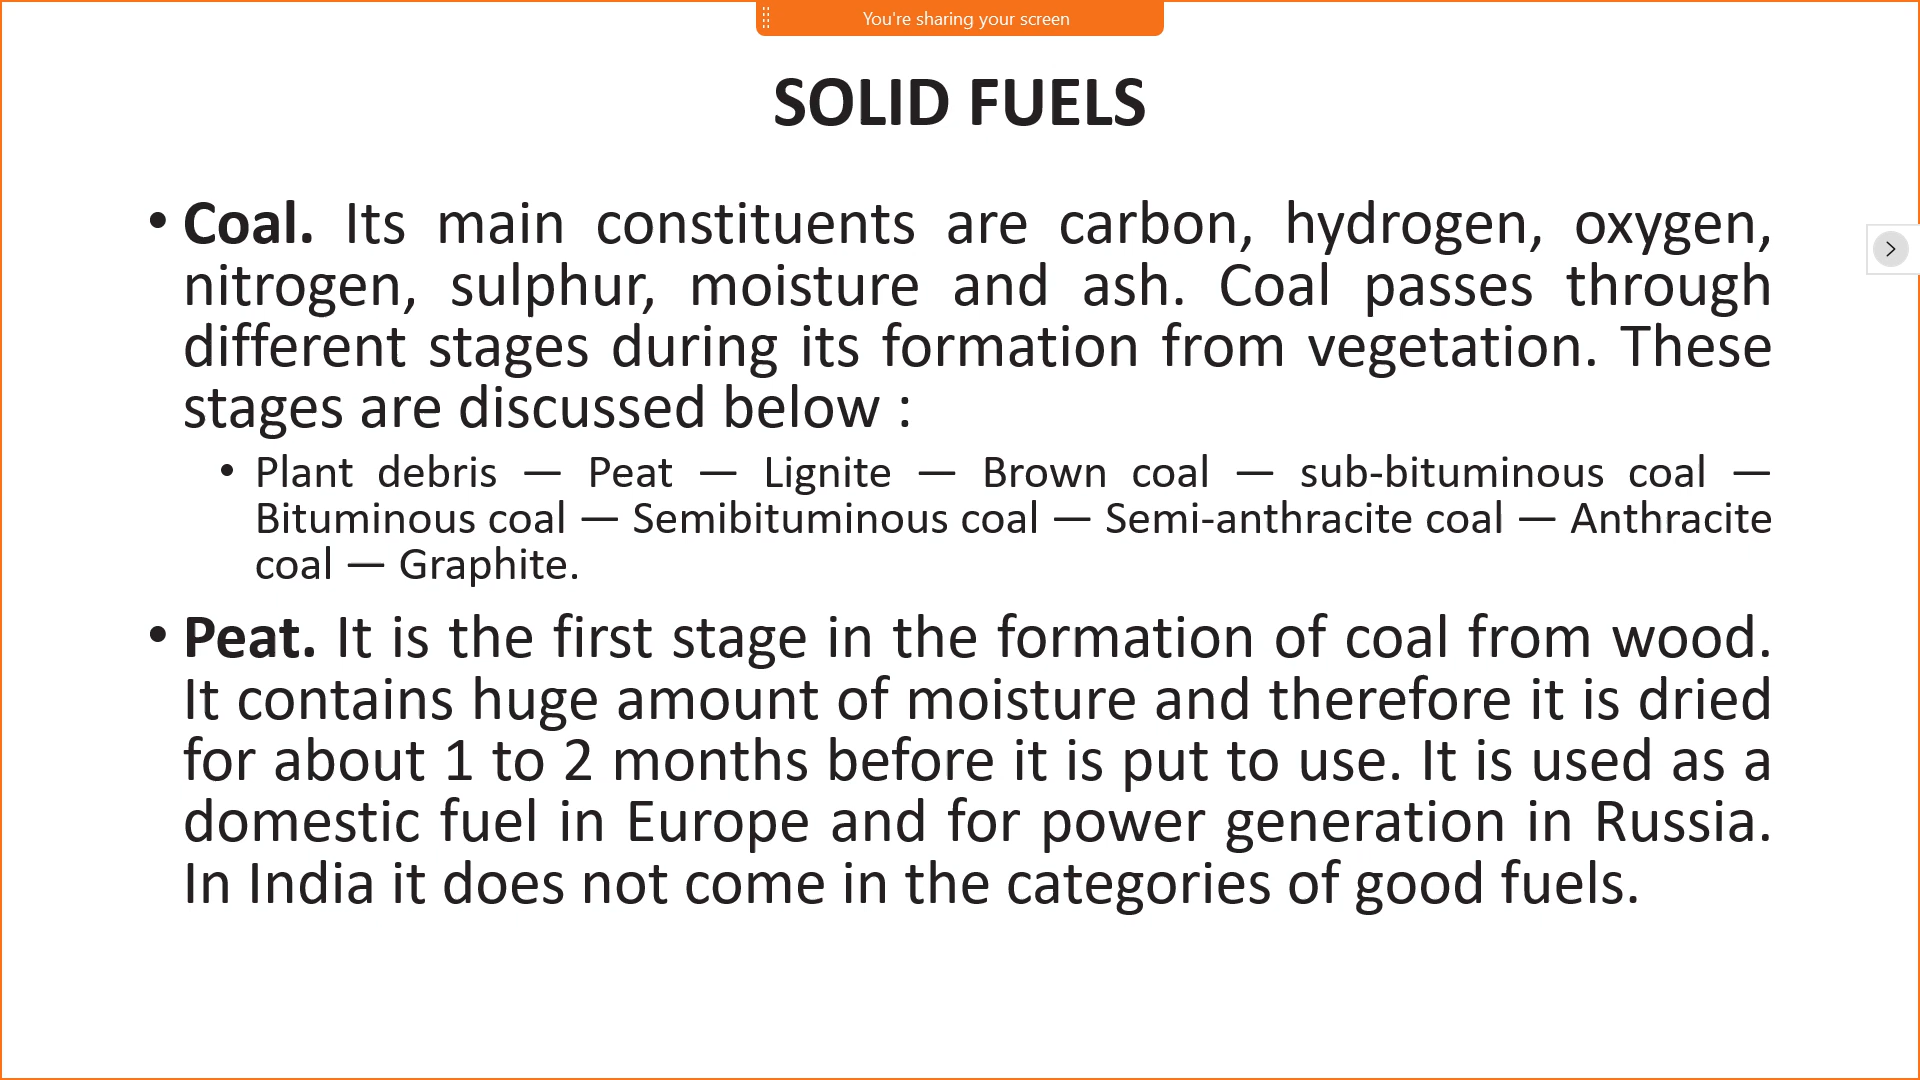 You're sharing your screen
SOLID FUELS
• Coal. Its main constituents are carbon, hydrogen, oxygen,
nitrogen, sulphur, moisture and ash. Coal passes through
different stages during its formation from vegetation. These
stages are discussed below :
• Plant debris — Peat — Lignite — Brown coal — sub-bituminous coal —
Bituminous coal — Semibituminous coal — Semi-anthracite coal — Anthracite
coal — Graphite.
• Peat. It is the first stage in the formation of coal from wood.
It contains huge amount of moisture and therefore it is dried
for about 1 to 2 months before it is put to use. It is used as a
domestic fuel in Europe and for power generation in Russia.
In India it does not come in the categories of good fuels.